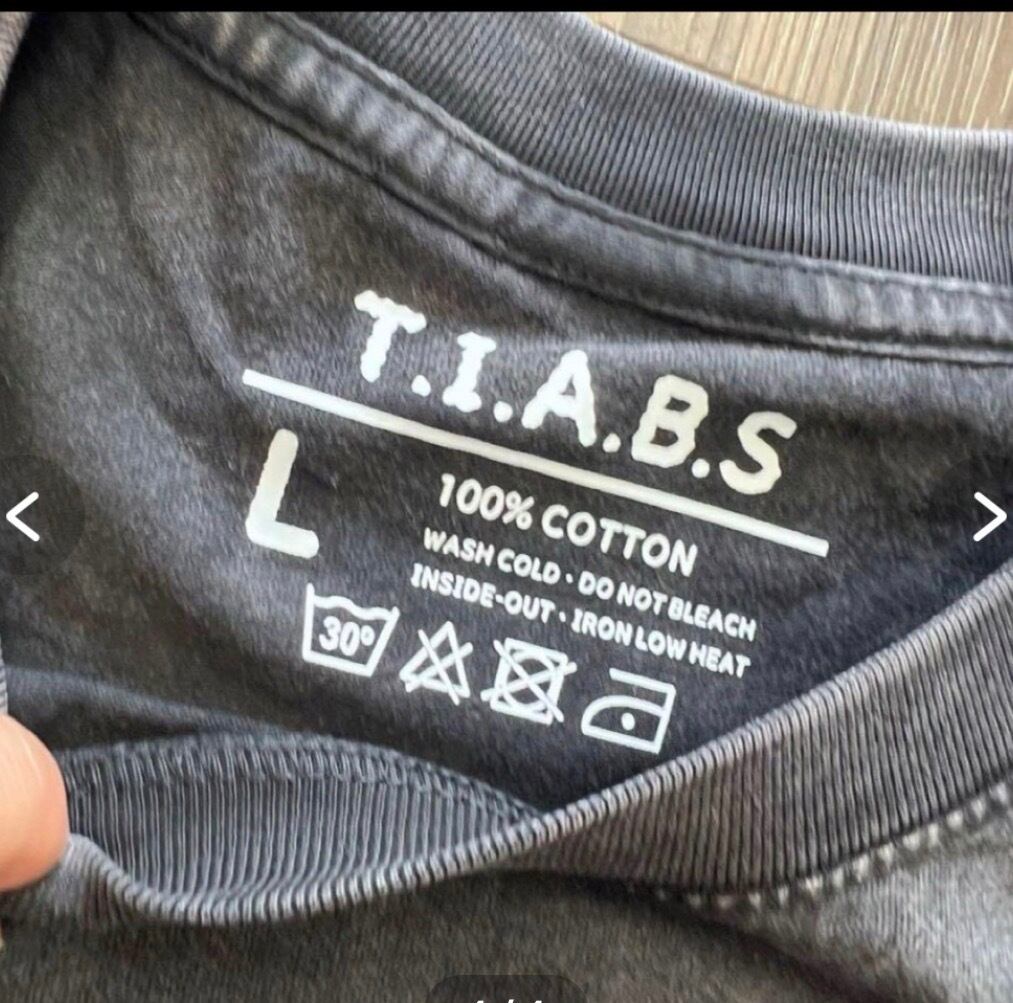 T.I.A.B.S
L
100% COTTON
WASH COLD · DO NOT BLEACH
INSIDE-OUT · IRON LOW HEAT
30°